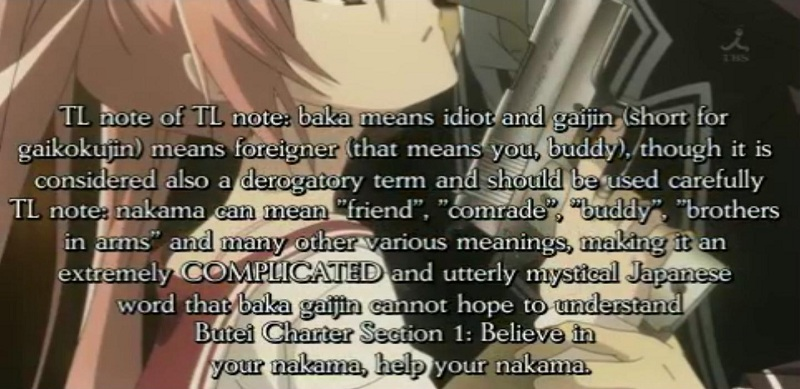 TBS
TL note of TL note: baka means idiot and gaijin (short for
gaikokujin) means foreigner (that means you, buddy), though it is
considered also a derogatory term and should be used carefully
TL note: nakama can mean "friend", "comrade", "buddy", "brothers
in arms" and many other various meanings, making it an
extremely COMPLICATED and utterly mystical Japanese
word that baka gaijin cannot hope to understand
Butei Charter Section 1: Believe in
your nakama, help your nakama.